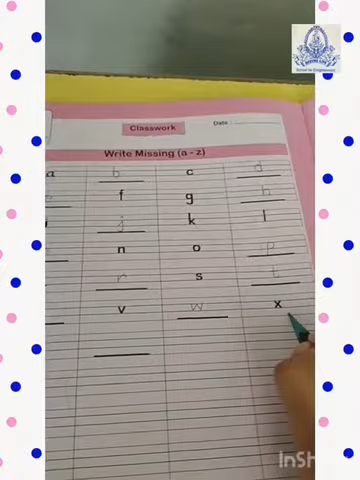 Classwork
Date :
Write Missing (a - z)
a b c d
f g h
j k l
n o p
r s t
v w x
InSh